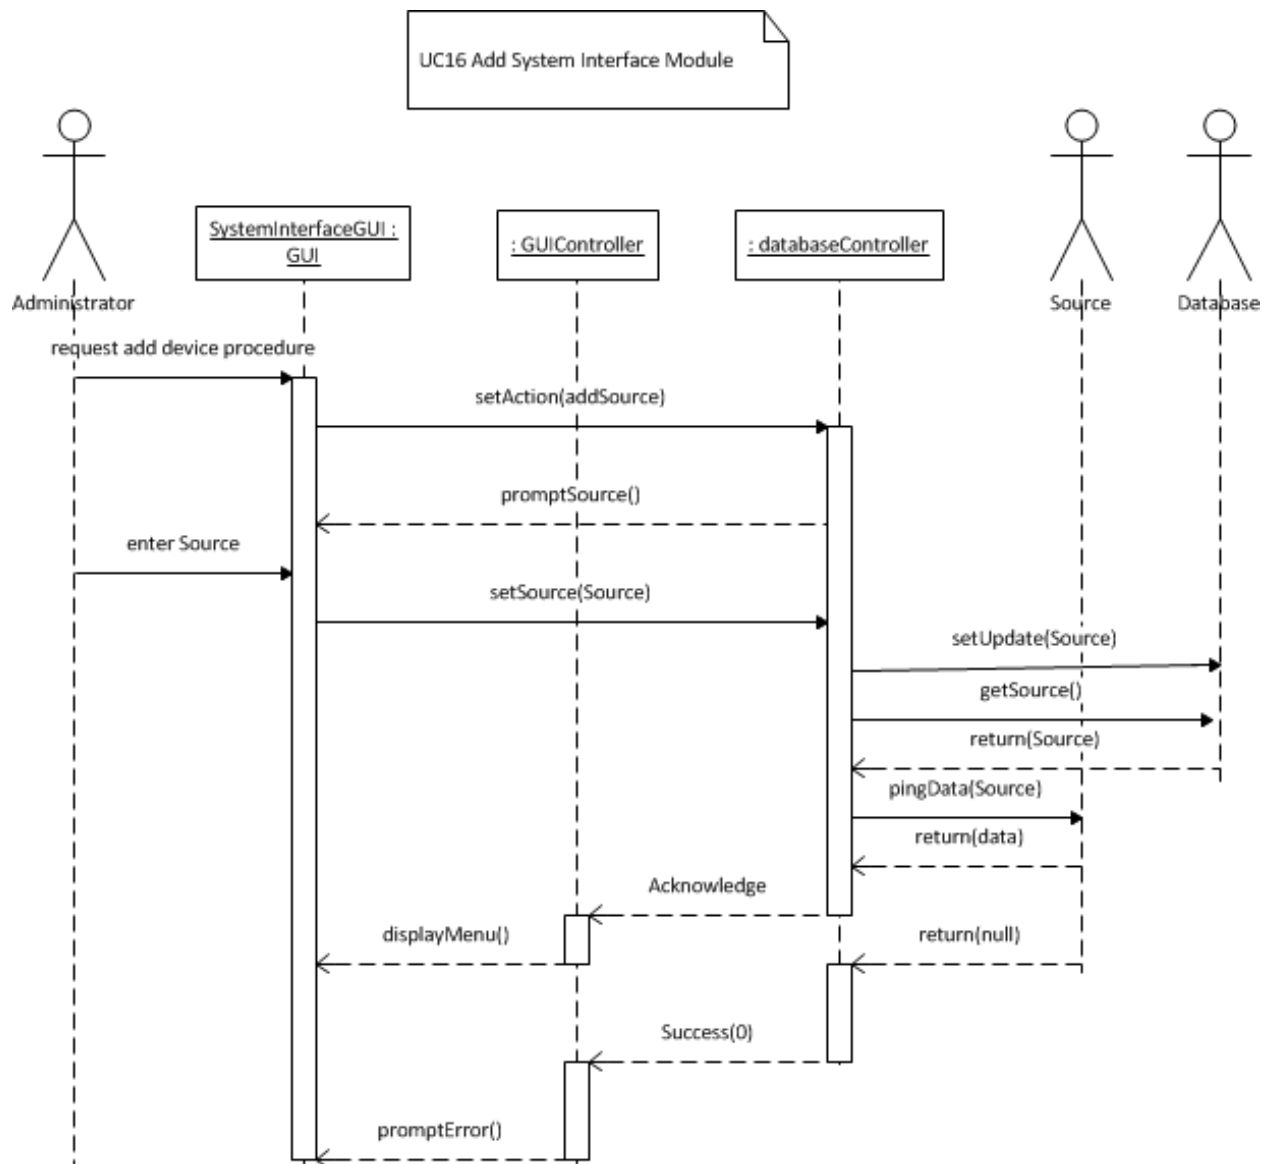 UC16 Add System Interface Module
SystemInterfaceGUI :
GUI
: GUIController
: databaseController
Administrator
Source
Database
request add device procedure
setAction(addSource)
promptSource()
enter Source
setSource(Source)
setUpdate(Source)
getSource()
return(Source)
pingData(Source)
return(data)
Acknowledge
displayMenu()
return(null)
Success(0)
promptError()